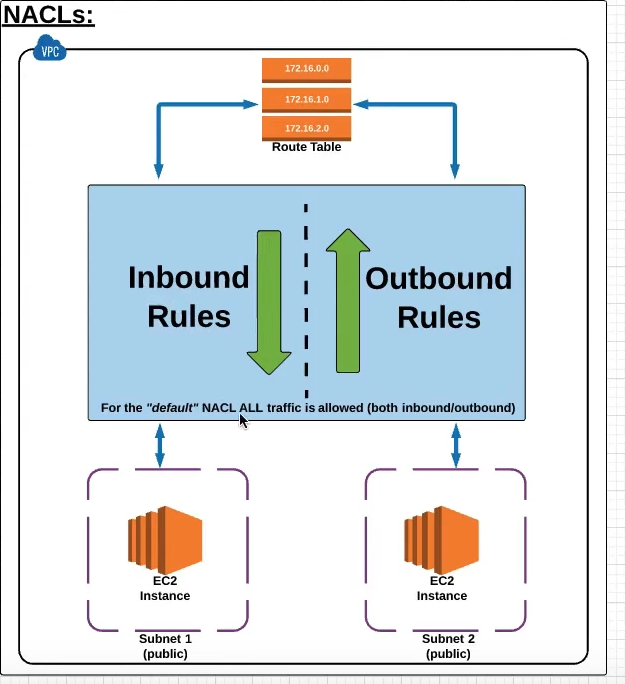 NACLs:
VPC
172.16.0.0
172.16.1.0
172.16.2.0
Route Table
Inbound
Rules
Outbound
Rules
For the "default" NACL ALL traffic is allowed (both inbound/outbound)
EC2
Instance
EC2
Instance
Subnet 1
(public)
Subnet 2
(public)